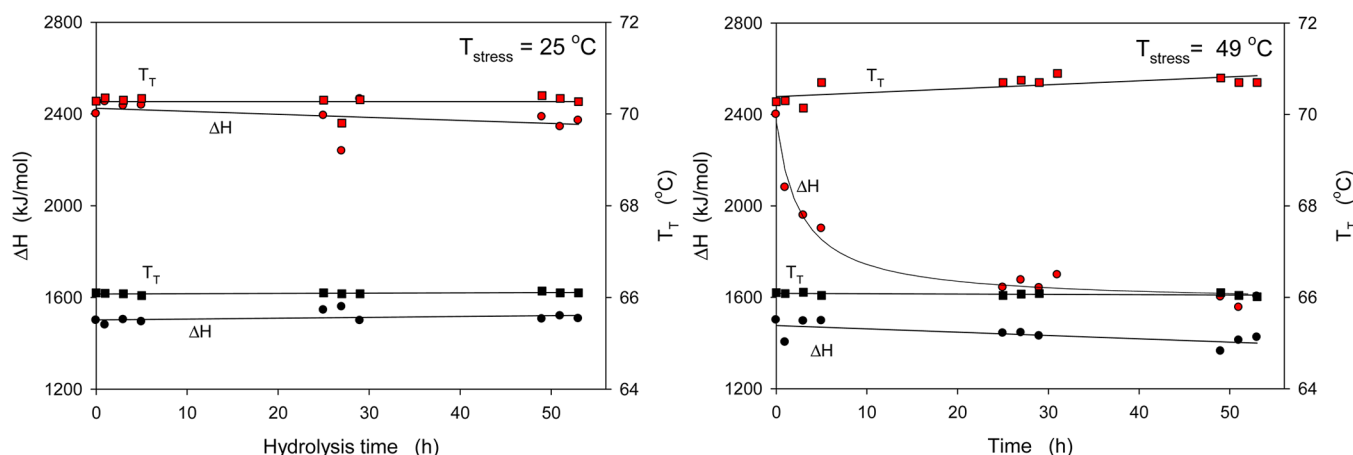 2800
2400
2000
1600
1200
ΔH (kJ/mol)
72
70
68
66
64
T_T (°C)
T_stress = 25 °C
T_T
ΔH
T_T
ΔH
0 10 20 30 40 50
Hydrolysis time (h)
2800
2400
2000
1600
1200
ΔH (kJ/mol)
72
70
68
66
64
T_T (°C)
T_stress = 49 °C
T_T
ΔH
T_T
ΔH
0 10 20 30 40 50
Time (h)